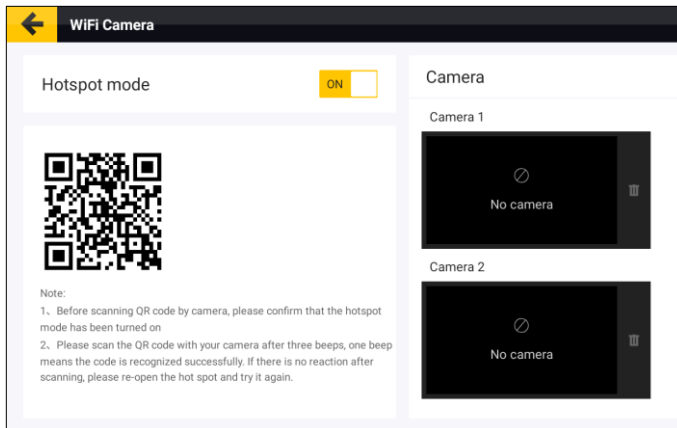 WiFi Camera
Hotspot mode
ON
Note:
1、Before scanning QR code by camera, please confirm that the hotspot
mode has been turned on
2、Please scan the QR code with your camera after three beeps, one beep
means the code is recognized successfully. If there is no reaction after
scanning, please re-open the hot spot and try it again.
Camera
Camera 1
No camera
Camera 2
No camera